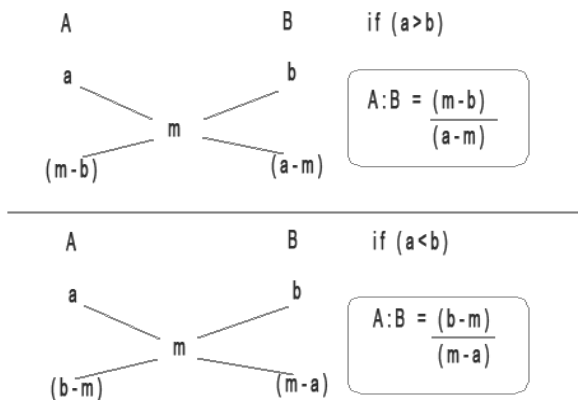 A B if (a>b)
a b
A:B = (m-b)
m
(a-m)
(m-b) (a-m)
A B if (a<b)
a b
A:B = (b-m)
m
(m-a)
(b-m) (m-a)